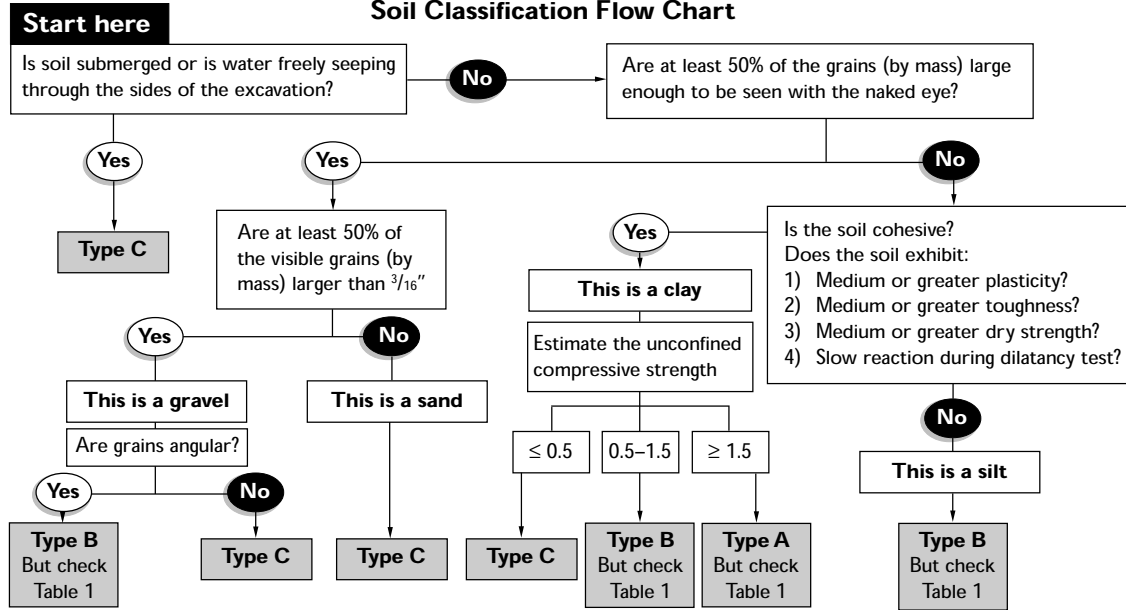 Soil Classification Flow Chart
Start here
Is soil submerged or is water freely seeping
through the sides of the excavation?
No
Are at least 50% of the grains (by mass) large
enough to be seen with the naked eye?
Yes
Yes
No
Type C
Are at least 50% of
the visible grains (by
mass) larger than 3/16"
Yes
Is the soil cohesive?
Does the soil exhibit:
1) Medium or greater plasticity?
2) Medium or greater toughness?
3) Medium or greater dry strength?
4) Slow reaction during dilatancy test?
This is a clay
Yes
No
Estimate the unconfined
compressive strength
This is a gravel
This is a sand
No
Are grains angular?
≤ 0.5
0.5–1.5
≥ 1.5
This is a silt
Yes
No
Type B
But check
Table 1
Type C
Type C
Type C
Type B
But check
Table 1
Type A
But check
Table 1
Type B
But check
Table 1